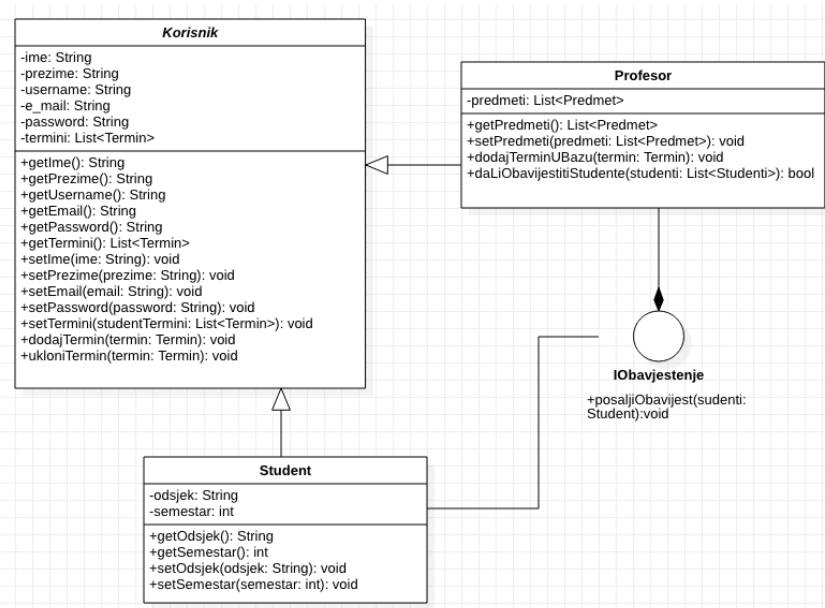 Korisnik
-ime: String
-prezime: String
-username: String
-e_mail: String
-password: String
-termini: List<Termin>
+getIme(): String
+getPrezime(): String
+getUsername(): String
+getEmail(): String
+getPassword(): String
+getTermini(): List<Termin>
+setIme(ime: String): void
+setPrezime(prezime: String): void
+setEmail(email: String): void
+setPassword(password: String): void
+setTermini(studentTermini: List<Termin>): void
+dodajTermin(termin: Termin): void
+ukloniTermin(termin: Termin): void
Profesor
-predmeti: List<Predmet>
+getPredmeti(): List<Predmet>
+setPredmeti(predmeti: List<Predmet>): void
+dodajTerminUBazu(termin: Termin): void
+daLiObavijestitiStudente(studenti: List<Studenti>): bool
IObavjestenje
+posaljiObavijest(sudenti:
Student):void
Student
-odsjek: String
-semestar: int
+getOdsjek(): String
+getSemestar(): int
+setOdsjek(odsjek: String): void
+setSemestar(semestar: int): void